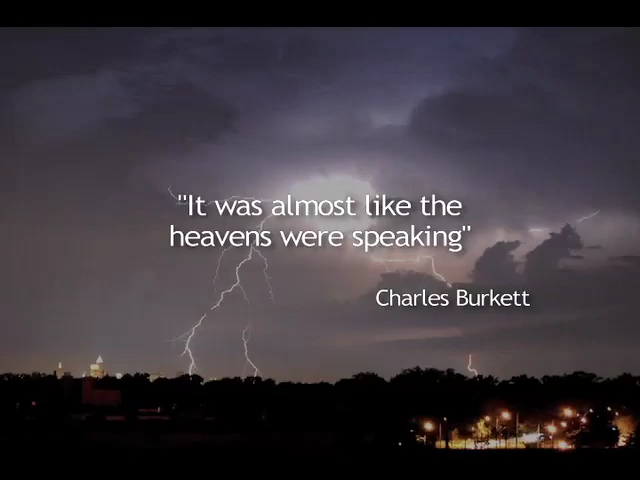 "It was almost like the
heavens were speaking"
Charles Burkett